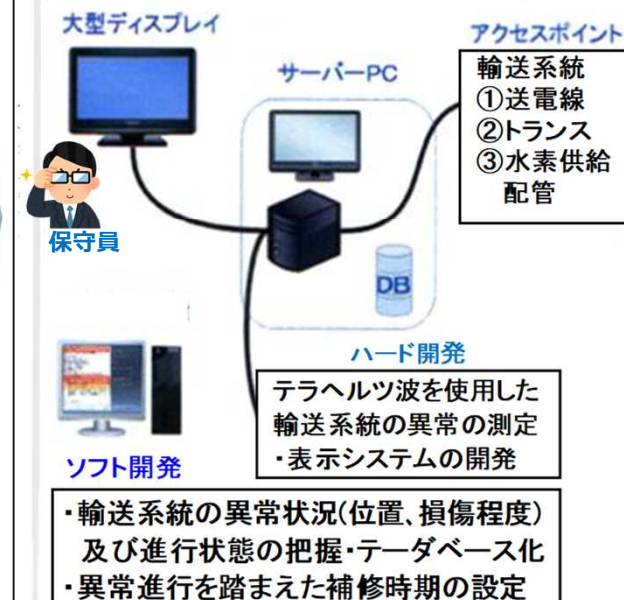 大型ディスプレイ
サーバーPC
アクセスポイント
輸送系統
①送電線
②トランス
③水素供給
配管
保守員
DB
ハード開発
テラヘルツ波を使用した
輸送系統の異常の測定
・表示システムの開発
ソフト開発
・輸送系統の異常状況(位置、損傷程度)
及び進行状態の把握・テータベース化
・異常進行を踏まえた補修時期の設定